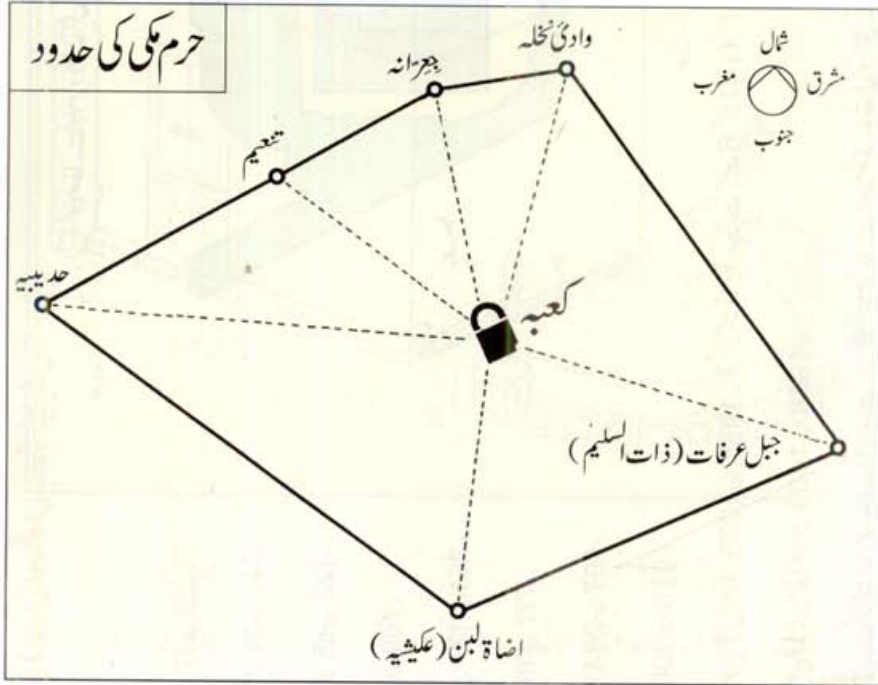 حرم مکی کی حدود
وادیٔ نخلہ
شمال
مشرق
مغرب
جنوب
جِعِرّانہ
تنعیم
حدیبیہ
کعبہ
جبل عرفات (ذات السلیم)
اضاۃ لبن (عکیشیہ)